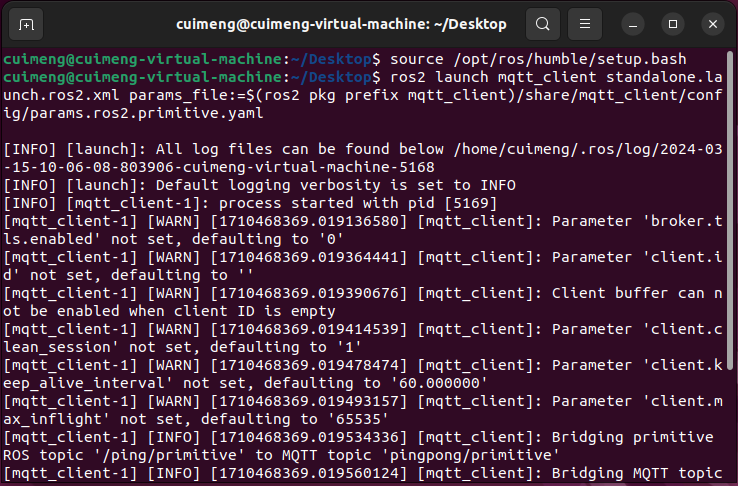 cuimeng@cuimeng-virtual-machine: ~/Desktop
cuimeng@cuimeng-virtual-machine:~/Desktop$ source /opt/ros/humble/setup.bash
cuimeng@cuimeng-virtual-machine:~/Desktop$ ros2 launch mqtt_client standalone.la
unch.ros2.xml params_file:=$(ros2 pkg prefix mqtt_client)/share/mqtt_client/conf
ig/params.ros2.primitive.yaml
[INFO] [launch]: All log files can be found below /home/cuimeng/.ros/log/2024-03
-15-10-06-08-803906-cuimeng-virtual-machine-5168
[INFO] [launch]: Default logging verbosity is set to INFO
[INFO] [mqtt_client-1]: process started with pid [5169]
[mqtt_client-1] [WARN] [1710468369.019136580] [mqtt_client]: Parameter 'broker.t
ls.enabled' not set, defaulting to '0'
[mqtt_client-1] [WARN] [1710468369.019364441] [mqtt_client]: Parameter 'client.i
d' not set, defaulting to ''
[mqtt_client-1] [WARN] [1710468369.019390676] [mqtt_client]: Client buffer can n
ot be enabled when client ID is empty
[mqtt_client-1] [WARN] [1710468369.019414539] [mqtt_client]: Parameter 'client.c
lean_session' not set, defaulting to '1'
[mqtt_client-1] [WARN] [1710468369.019478474] [mqtt_client]: Parameter 'client.k
eep_alive_interval' not set, defaulting to '60.000000'
[mqtt_client-1] [WARN] [1710468369.019493157] [mqtt_client]: Parameter 'client.m
ax_inflight' not set, defaulting to '65535'
[mqtt_client-1] [INFO] [1710468369.019534336] [mqtt_client]: Bridging primitive
ROS topic '/ping/primitive' to MQTT topic 'pingpong/primitive'
[mqtt_client-1] [INFO] [1710468369.019560124] [mqtt_client]: Bridging MQTT topic